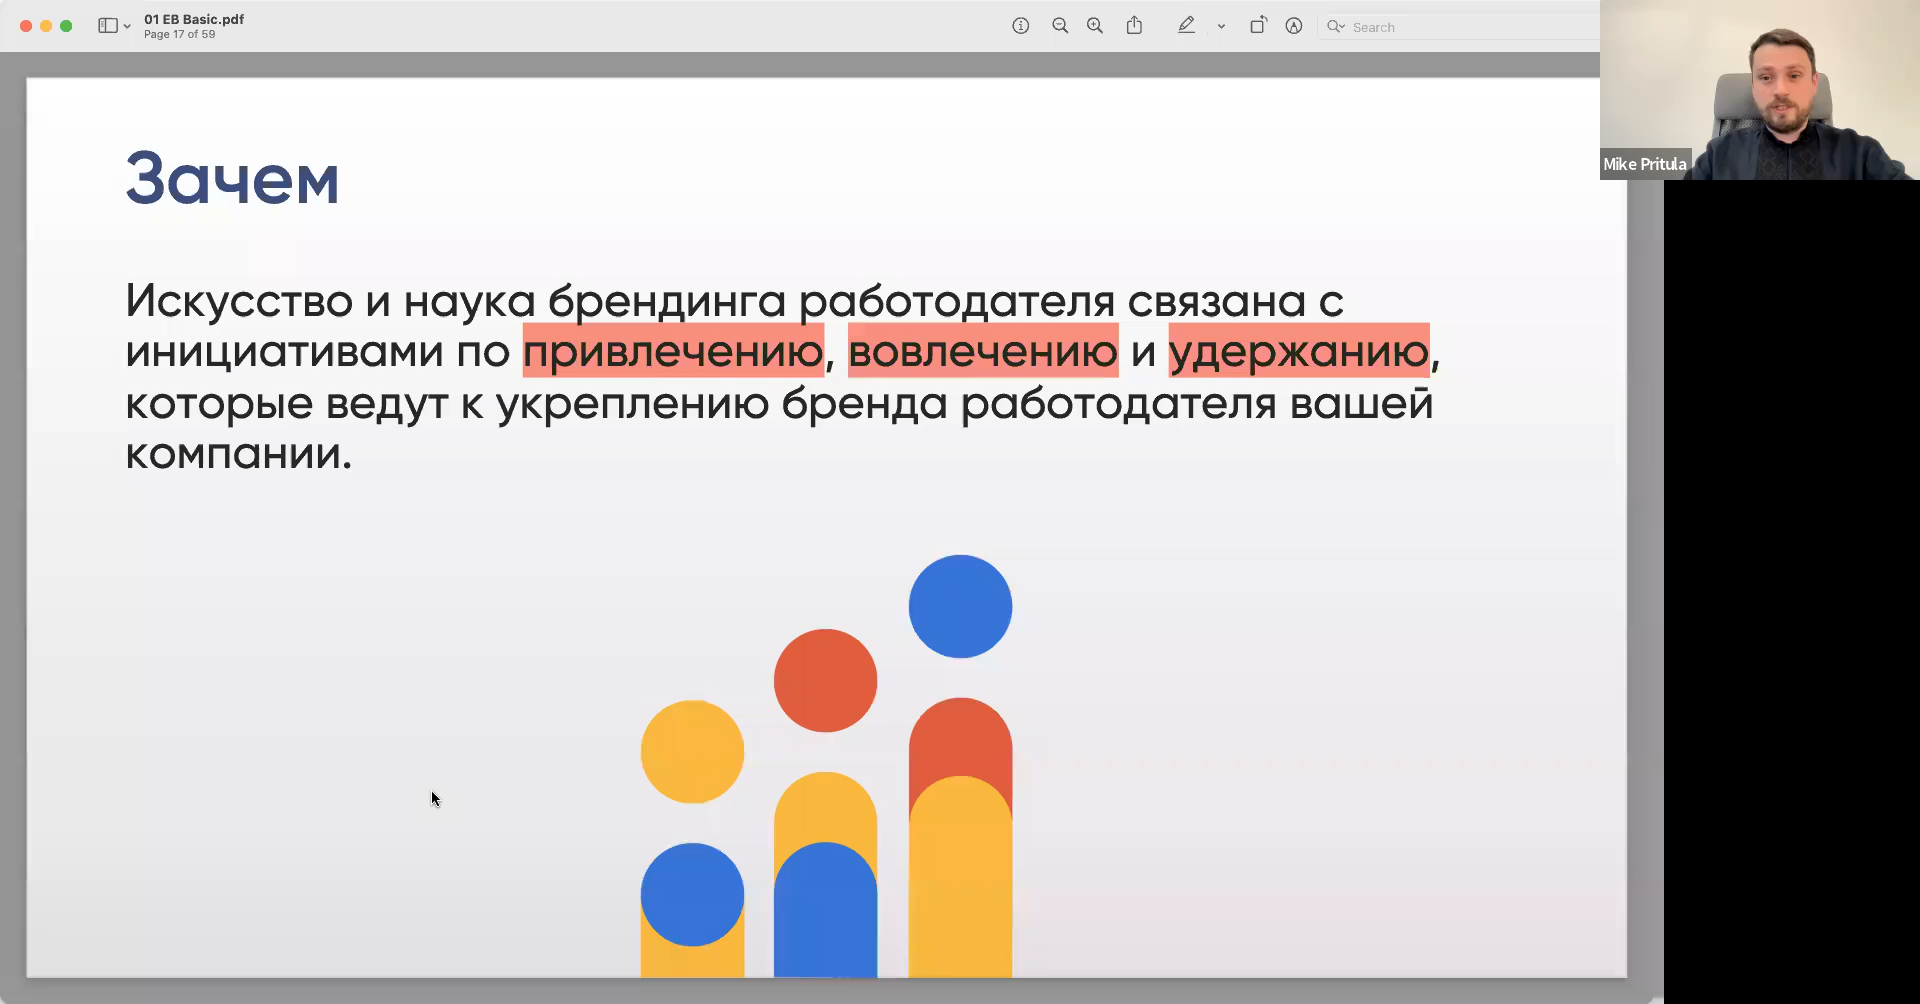 01 EB Basic.pdf
Page 17 of 59
Search
Mike Pritula
Зачем
Искусство и наука брендинга работодателя связана с
инициативами по привлечению, вовлечению и удержанию,
которые ведут к укреплению бренда работодателя вашей
компании.